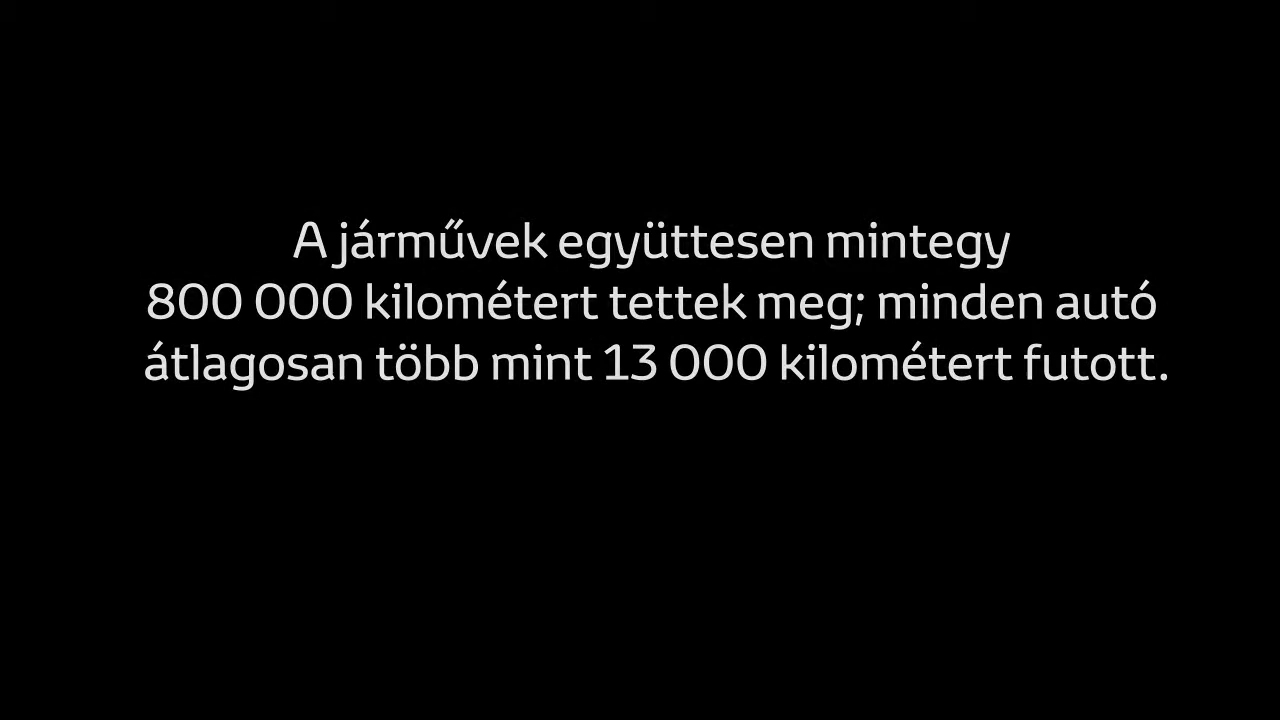 A járművek együttesen mintegy
800 000 kilométert tettek meg; minden autó
átlagosan több mint 13 000 kilométert futott.